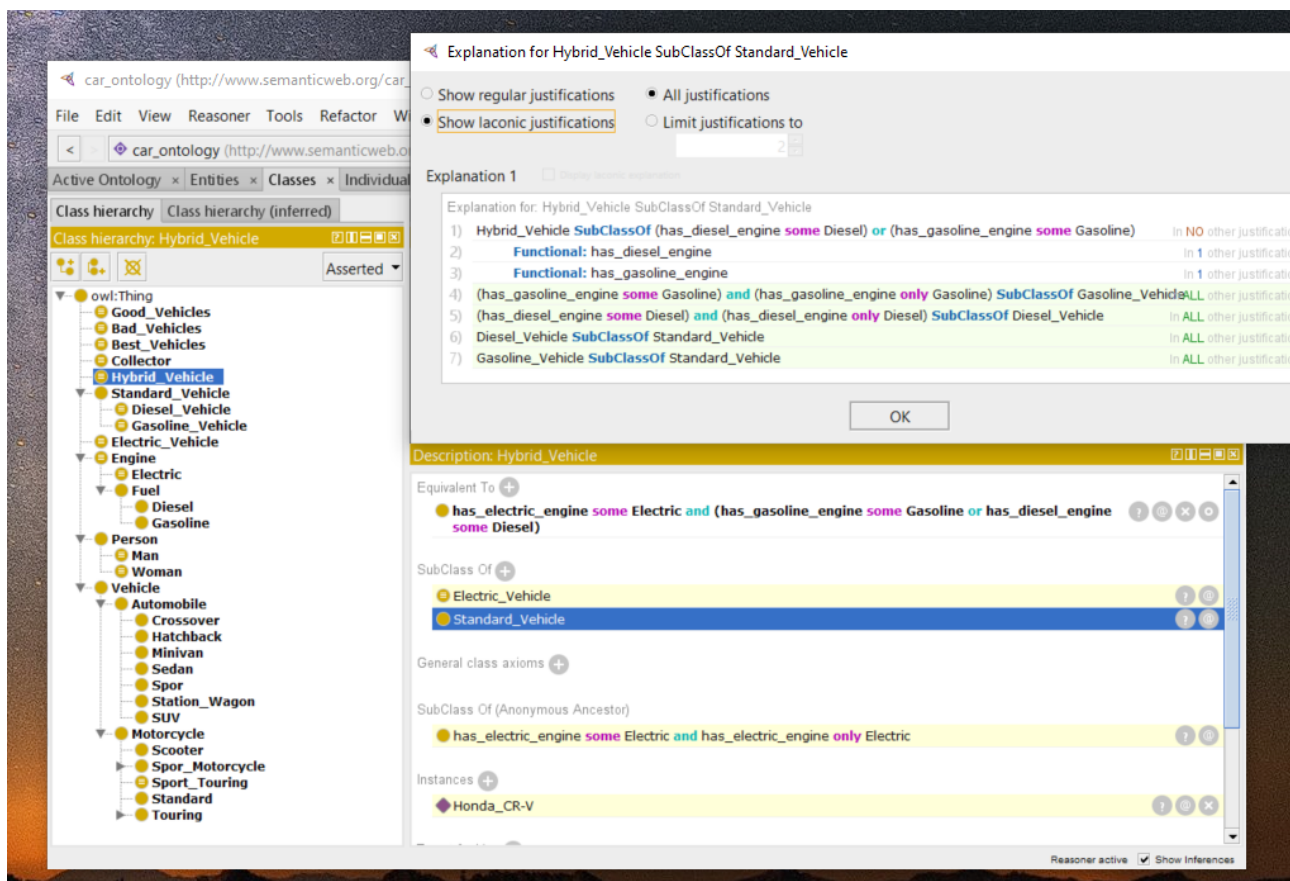 Explanation for Hybrid_Vehicle SubClassOf Standard_Vehicle
Show regular justifications
All justifications
Show laconic justifications
Limit justifications to
2
Explanation 1
Display laconic explanation
Explanation for: Hybrid_Vehicle SubClassOf Standard_Vehicle
1) Hybrid_Vehicle SubClassOf (has_diesel_engine some Diesel) or (has_gasoline_engine some Gasoline) In NO other justificati
2) Functional: has_diesel_engine In 1 other justificati
3) Functional: has_gasoline_engine In 1 other justificati
4) (has_gasoline_engine some Gasoline) and (has_gasoline_engine only Gasoline) SubClassOf Gasoline_Vehicle ALL other justificati
5) (has_diesel_engine some Diesel) and (has_diesel_engine only Diesel) SubClassOf Diesel_Vehicle In ALL other justificati
6) Diesel_Vehicle SubClassOf Standard_Vehicle In ALL other justificati
7) Gasoline_Vehicle SubClassOf Standard_Vehicle In ALL other justificati
OK
car_ontology (http://www.semanticweb.org/car_
File Edit View Reasoner Tools Refactor Wi
< > car_ontology (http://www.semanticweb.o
Active Ontology × Entities × Classes × Individual
Class hierarchy Class hierarchy (inferred)
Class hierarchy: Hybrid_Vehicle
Asserted
owl:Thing
Good_Vehicles
Bad_Vehicles
Best_Vehicles
Collector
Hybrid_Vehicle
Standard_Vehicle
Diesel_Vehicle
Gasoline_Vehicle
Electric_Vehicle
Engine
Electric
Fuel
Diesel
Gasoline
Person
Man
Woman
Vehicle
Automobile
Crossover
Hatchback
Minivan
Sedan
Spor
Station_Wagon
SUV
Motorcycle
Scooter
Spor_Motorcycle
Sport_Touring
Standard
Touring
Description: Hybrid_Vehicle
Equivalent To
has_electric_engine some Electric and (has_gasoline_engine some Gasoline or has_diesel_engine
some Diesel)
SubClass Of
Electric_Vehicle
Standard_Vehicle
General class axioms
SubClass Of (Anonymous Ancestor)
has_electric_engine some Electric and has_electric_engine only Electric
Instances
Honda_CR-V
Reasoner active Show Inferences